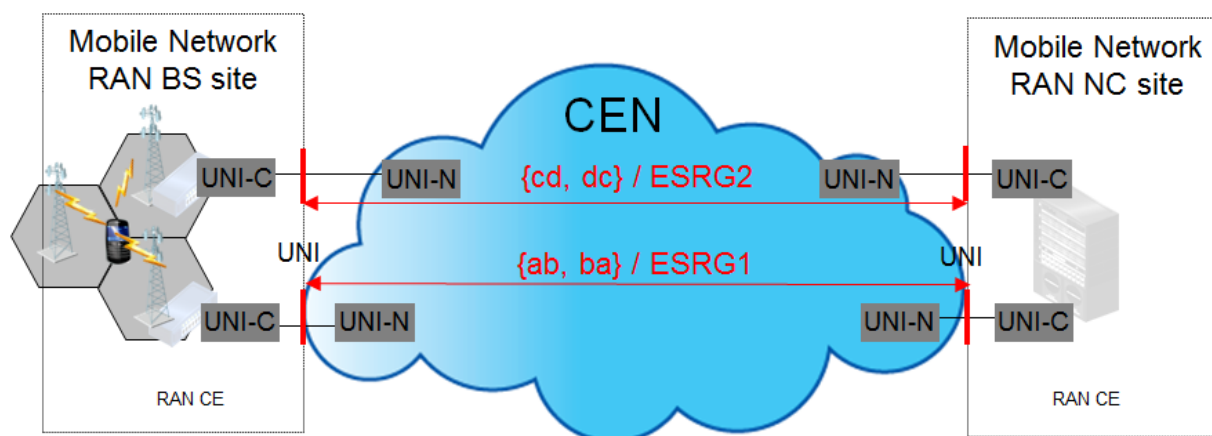 Mobile Network
RAN BS site
Mobile Network
RAN NC site
CEN
UNI-C
UNI-N
{cd, dc} / ESRG2
UNI-N
UNI-C
UNI
{ab, ba} / ESRG1
UNI
UNI-C
UNI-N
UNI-N
UNI-C
RAN CE
RAN CE